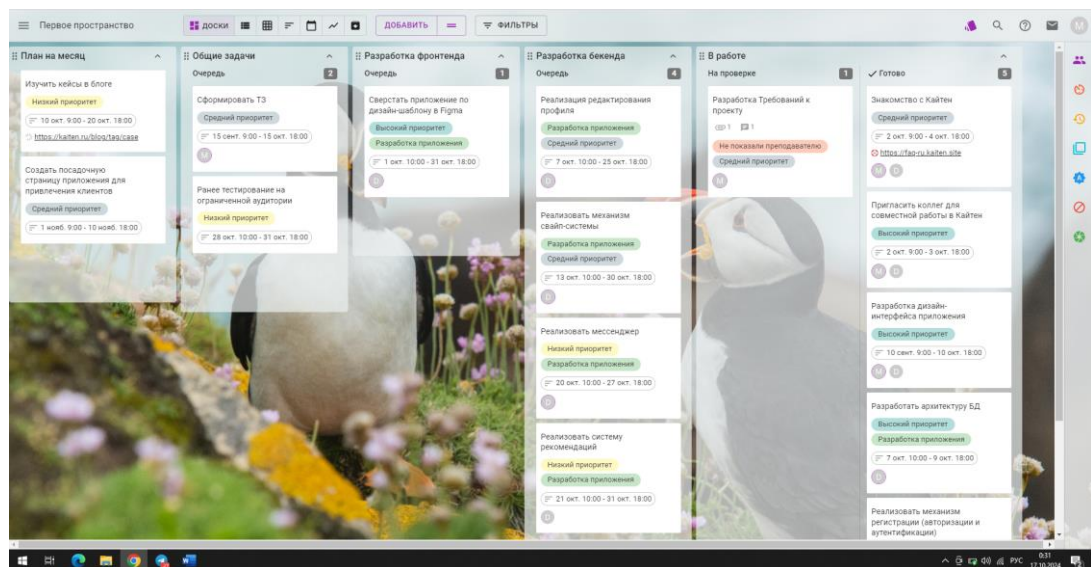 Первое пространство
ДОСКИ
ДОБАВИТЬ
ФИЛЬТРЫ
М
План на месяц
Изучить кейсы в блоге
Низкий приоритет
10 окт. 9:00 - 20 окт. 18:00
https://kaiten.ru/blog/tag/case
Создать посадочную
страницу приложения для
привлечения клиентов
Средний приоритет
1 нояб. 9:00 - 10 нояб. 18:00
Общие задачи
Очередь 2
Сформировать ТЗ
Средний приоритет
15 сент. 9:00 - 15 окт. 18:00
М
Ранее тестирование на
ограниченной аудитории
Низкий приоритет
28 окт. 10:00 - 31 окт. 18:00
Разработка фронтенда
Очередь 1
Сверстать приложение по
дизайн-шаблону в Figma
Высокий приоритет
Разработка приложения
1 окт. 10:00 - 31 окт. 18:00
D
Разработка бекенда
Очередь 4
Реализация редактирования
профиля
Разработка приложения
Средний приоритет
7 окт. 10:00 - 25 окт. 18:00
D
Реализовать механизм
свайп-системы
Разработка приложения
Средний приоритет
13 окт. 10:00 - 30 окт. 18:00
D
Реализовать мессенджер
Низкий приоритет
Разработка приложения
20 окт. 10:00 - 27 окт. 18:00
D
Реализовать систему
рекомендаций
Низкий приоритет
Разработка приложения
21 окт. 10:00 - 31 окт. 18:00
D
В работе
На проверке 1
Разработка Требований к
проекту
1 1
Не показали преподавателю
Средний приоритет
М
Готово 5
Знакомство с Кайтен
Средний приоритет
2 окт. 9:00 - 4 окт. 18:00
https://faq-ru.kaiten.site
М D
Пригласить коллег для
совместной работы в Кайтен
Высокий приоритет
2 окт. 9:00 - 3 окт. 18:00
М D
Разработка дизайн-
интерфейса приложения
Высокий приоритет
10 сент. 9:00 - 10 окт. 18:00
М D
Разработать архитектуру БД
Высокий приоритет
Разработка приложения
7 окт. 10:00 - 9 окт. 18:00
D
Реализовать механизм
регистрации (авторизации и
аутентификации)
РУС
0:31
17.10.2024